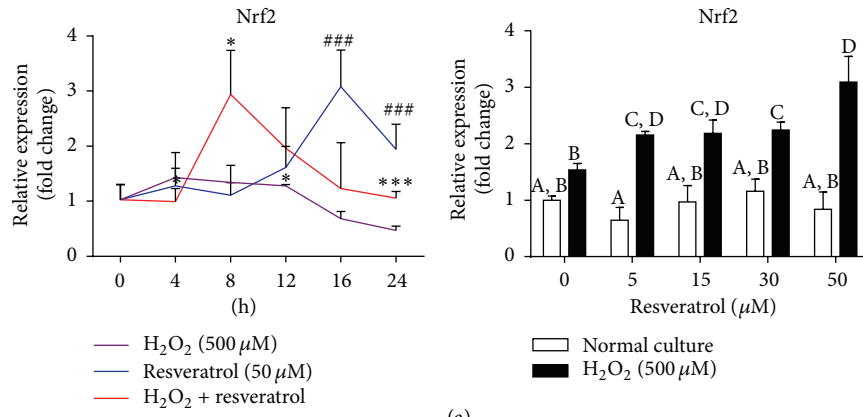 Nrf2
Relative expression
(fold change)
4
3
2
1
0
*
###
###
*
*
***
0 4 8 12 16 24
(h)
H₂O₂ (500 μM)
Resveratrol (50 μM)
H₂O₂ + resveratrol
Nrf2
Relative expression
(fold change)
4
3
2
1
0
A, B
B
A
C, D
A, B
C, D
A, B
C
A, B
D
0 5 15 30 50
Resveratrol (μM)
Normal culture
H₂O₂ (500 μM)